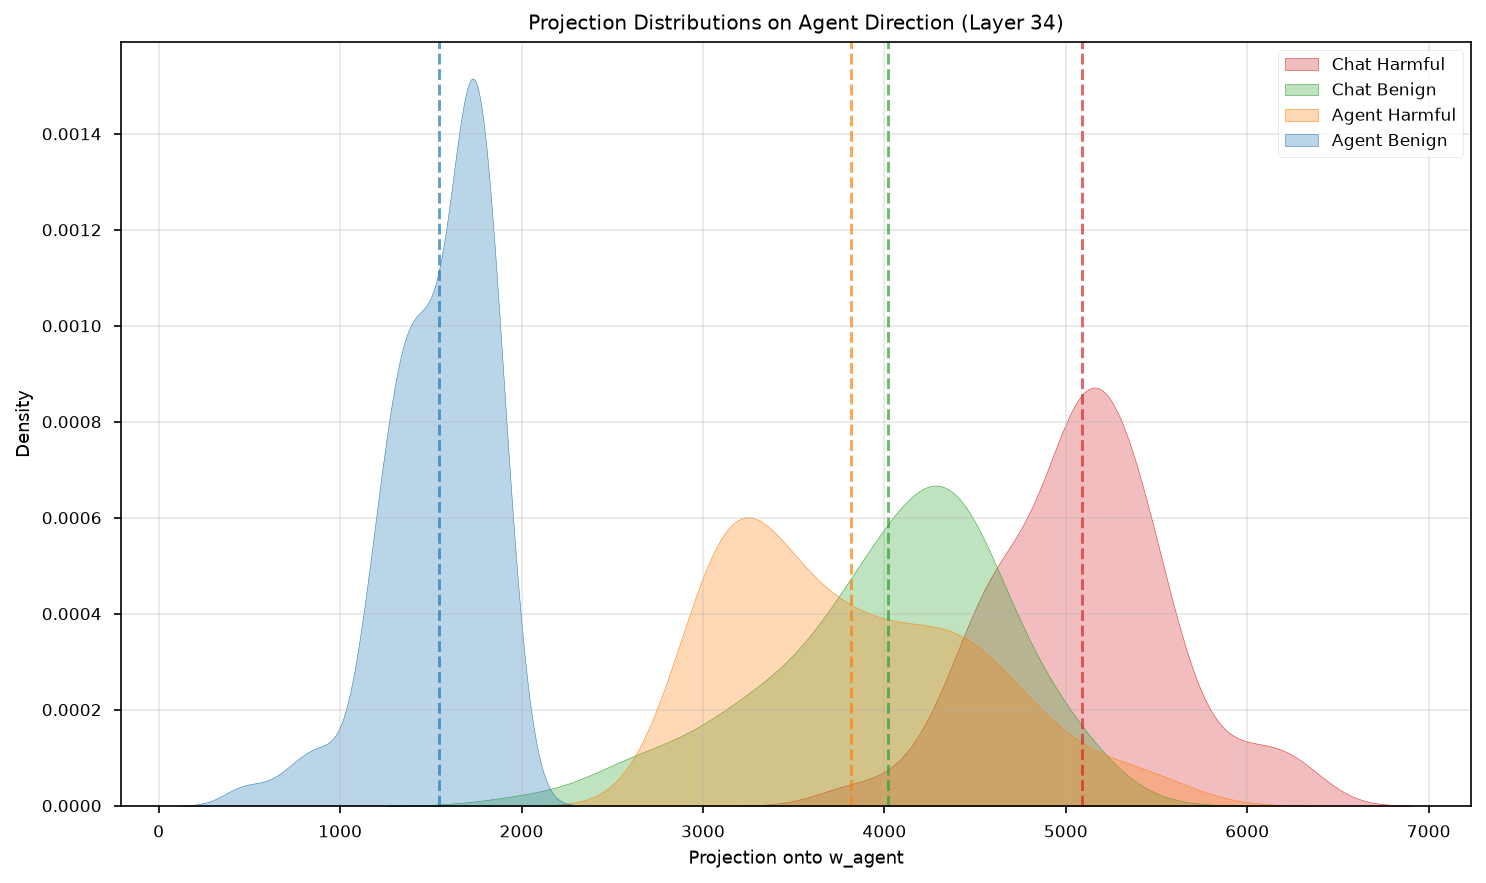 Projection Distributions on Agent Direction (Layer 34)
Chat Harmful
Chat Benign
Agent Harmful
Agent Benign
Density
0.0014
0.0012
0.0010
0.0008
0.0006
0.0004
0.0002
0.0000
0 1000 2000 3000 4000 5000 6000 7000
Projection onto w_agent